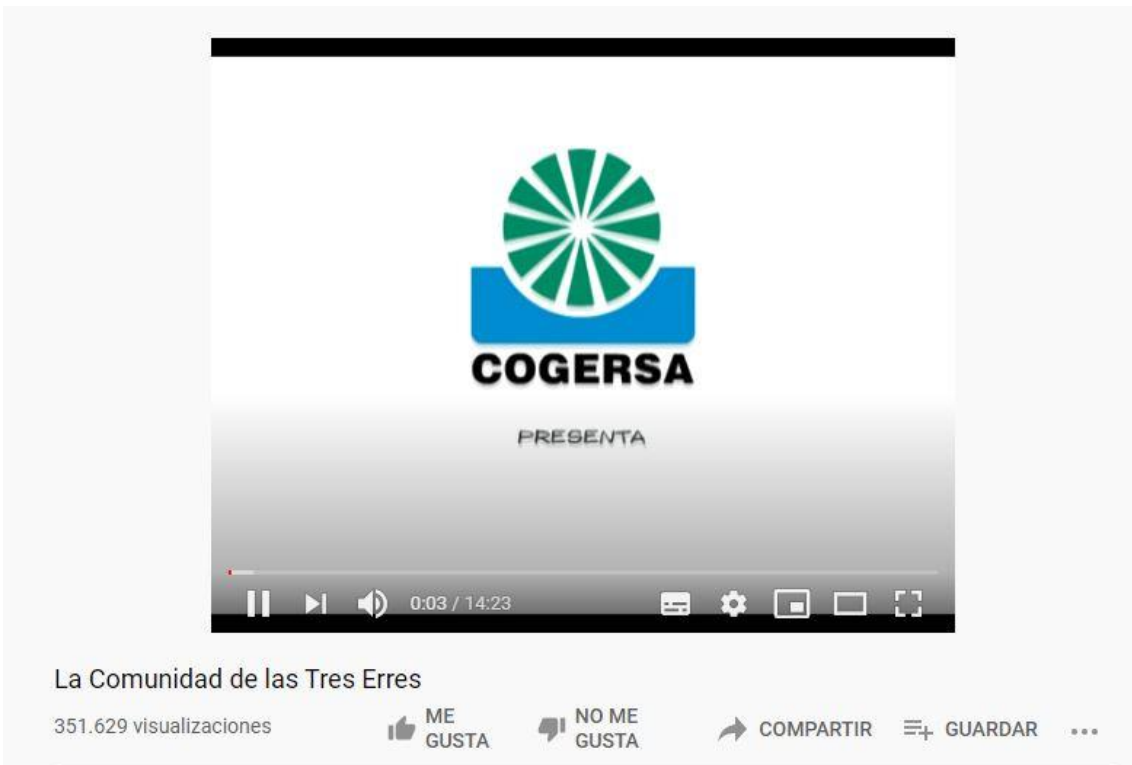 COGERSA
PRESENTA
0:03 / 14:23
La Comunidad de las Tres Erres
351.629 visualizaciones
ME GUSTA
NO ME GUSTA
COMPARTIR
GUARDAR